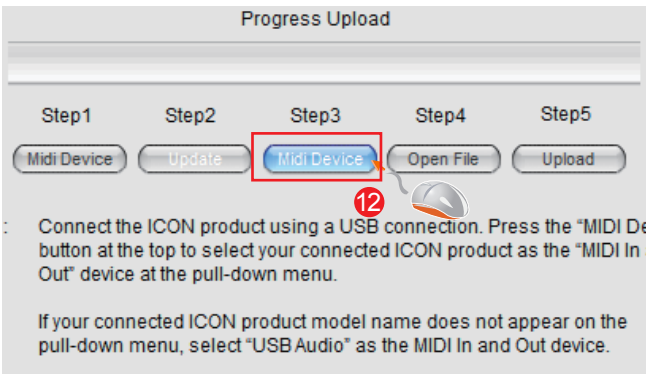 Progress Upload
Step1 Step2 Step3 Step4 Step5
Midi Device Update Midi Device Open File Upload
12
: Connect the ICON product using a USB connection. Press the “MIDI De
button at the top to select your connected ICON product as the “MIDI In
Out” device at the pull-down menu.
If your connected ICON product model name does not appear on the
pull-down menu, select “USB Audio” as the MIDI In and Out device.